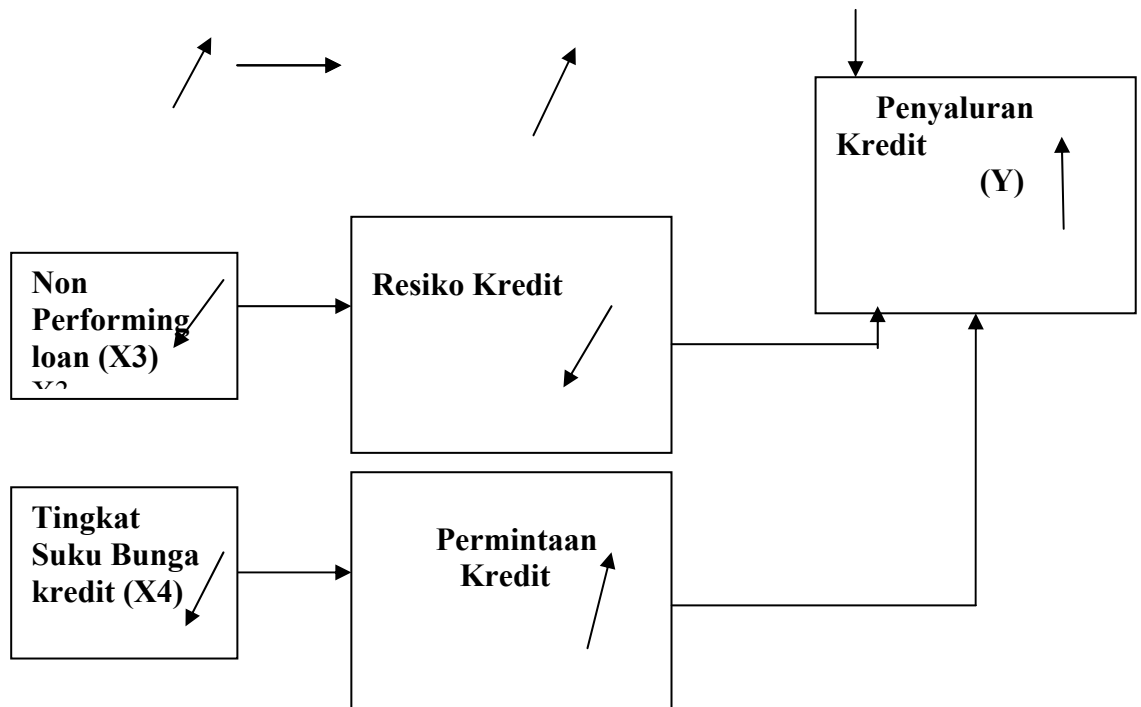 Penyaluran
Kredit
(Y)
Non
Performing
loan (X3)
Resiko Kredit
Tingkat
Suku Bunga
kredit (X4)
Permintaan
Kredit